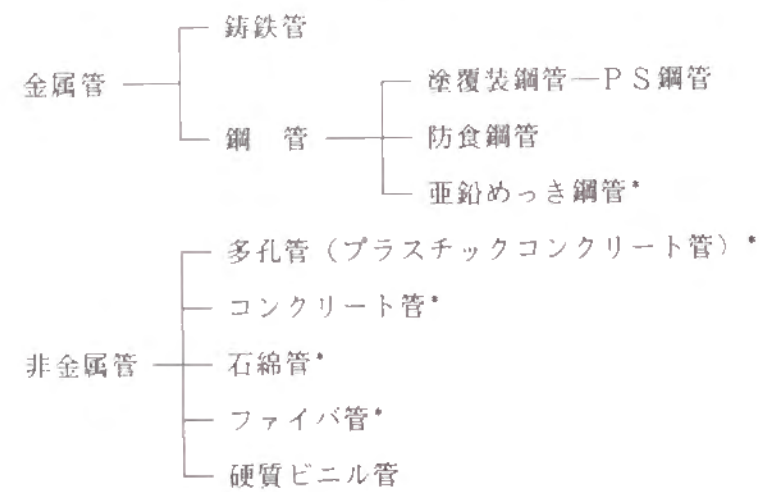 鋳鉄管
金属管
塗覆装鋼管―PS鋼管
鋼 管
防食鋼管
亜鉛めっき鋼管*
多孔管（プラスチックコンクリート管）*
コンクリート管*
非金属管
石綿管*
ファイバ管*
硬質ビニル管